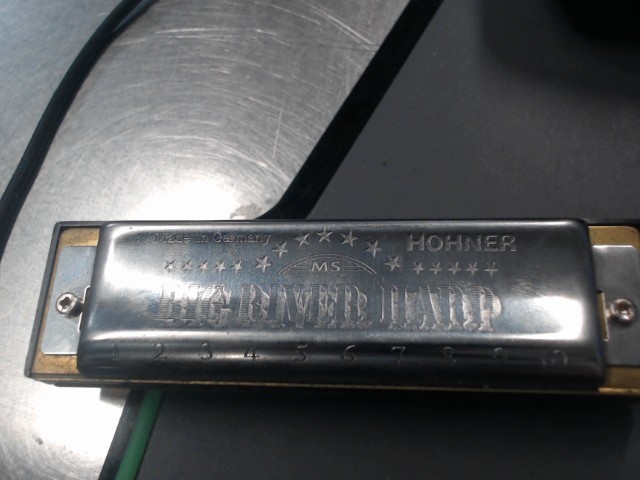 Made in Germany
HOHNER
MS
BIG RIVER HARP
1 2 3 4 5 6 7 8 9 10